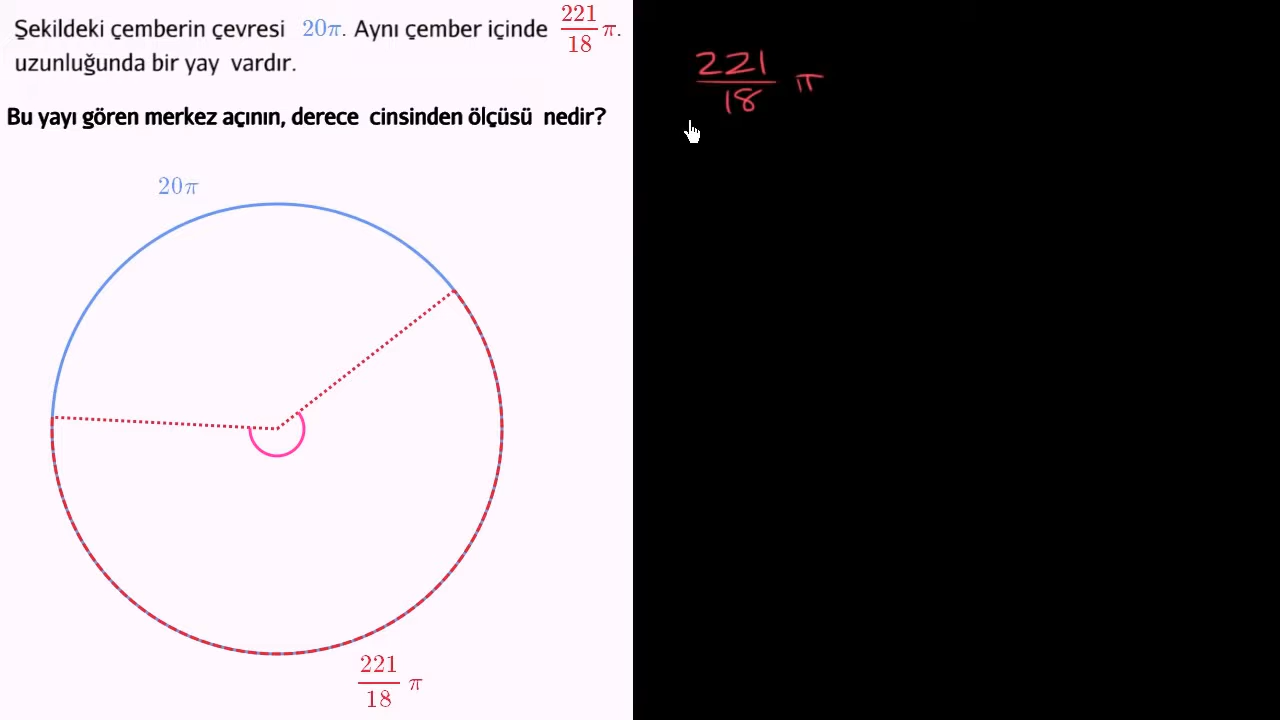 Şekildeki çemberin çevresi 20π. Aynı çember içinde 221/18 π.
uzunluğunda bir yay vardır.
Bu yayı gören merkez açının, derece cinsinden ölçüsü nedir?
20π
221/18 π
221/18 π